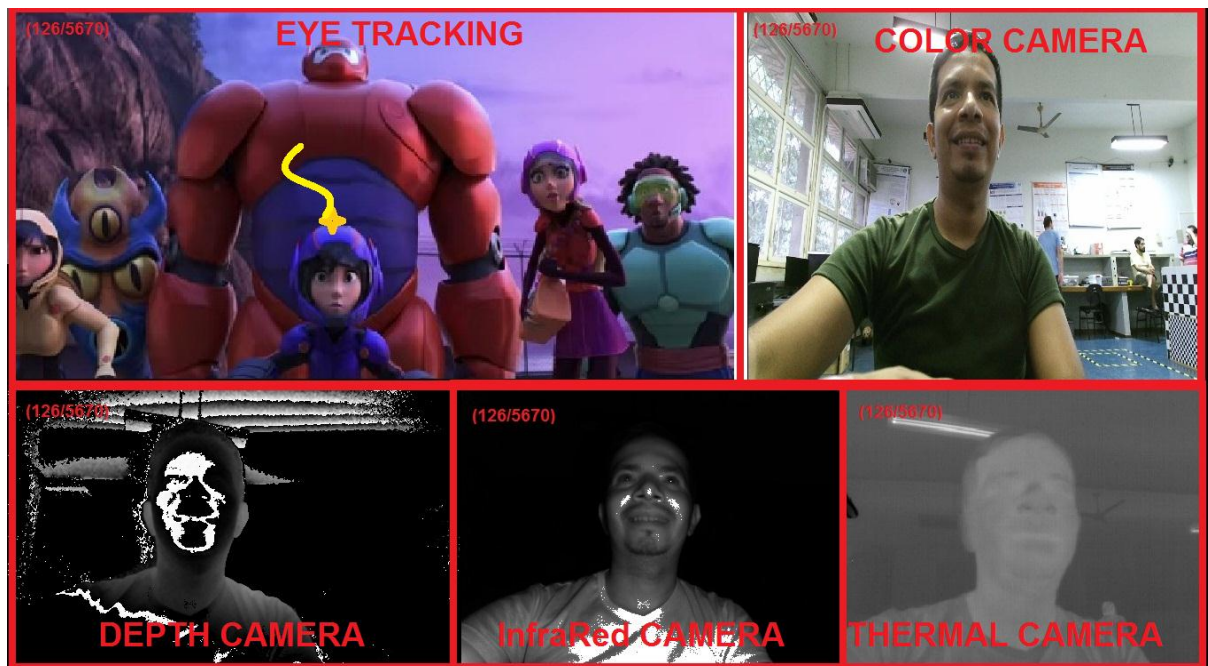 (126/5670)
EYE TRACKING
(126/5670)
COLOR CAMERA
(126/5670)
DEPTH CAMERA
(126/5670)
InfraRed CAMERA
(126/5670)
THERMAL CAMERA